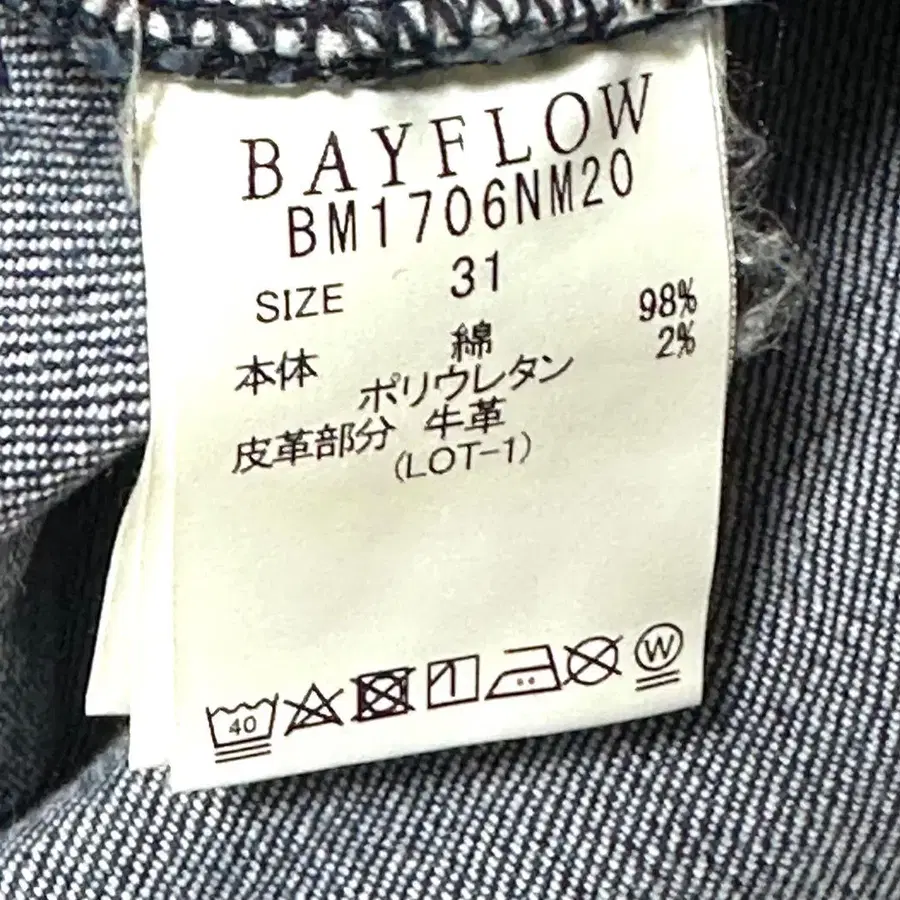 BAYFLOW
BM1706NM20
SIZE 31
本体 綿 98%
ポリウレタン 2%
皮革部分 牛革
(LOT-1)
40
W